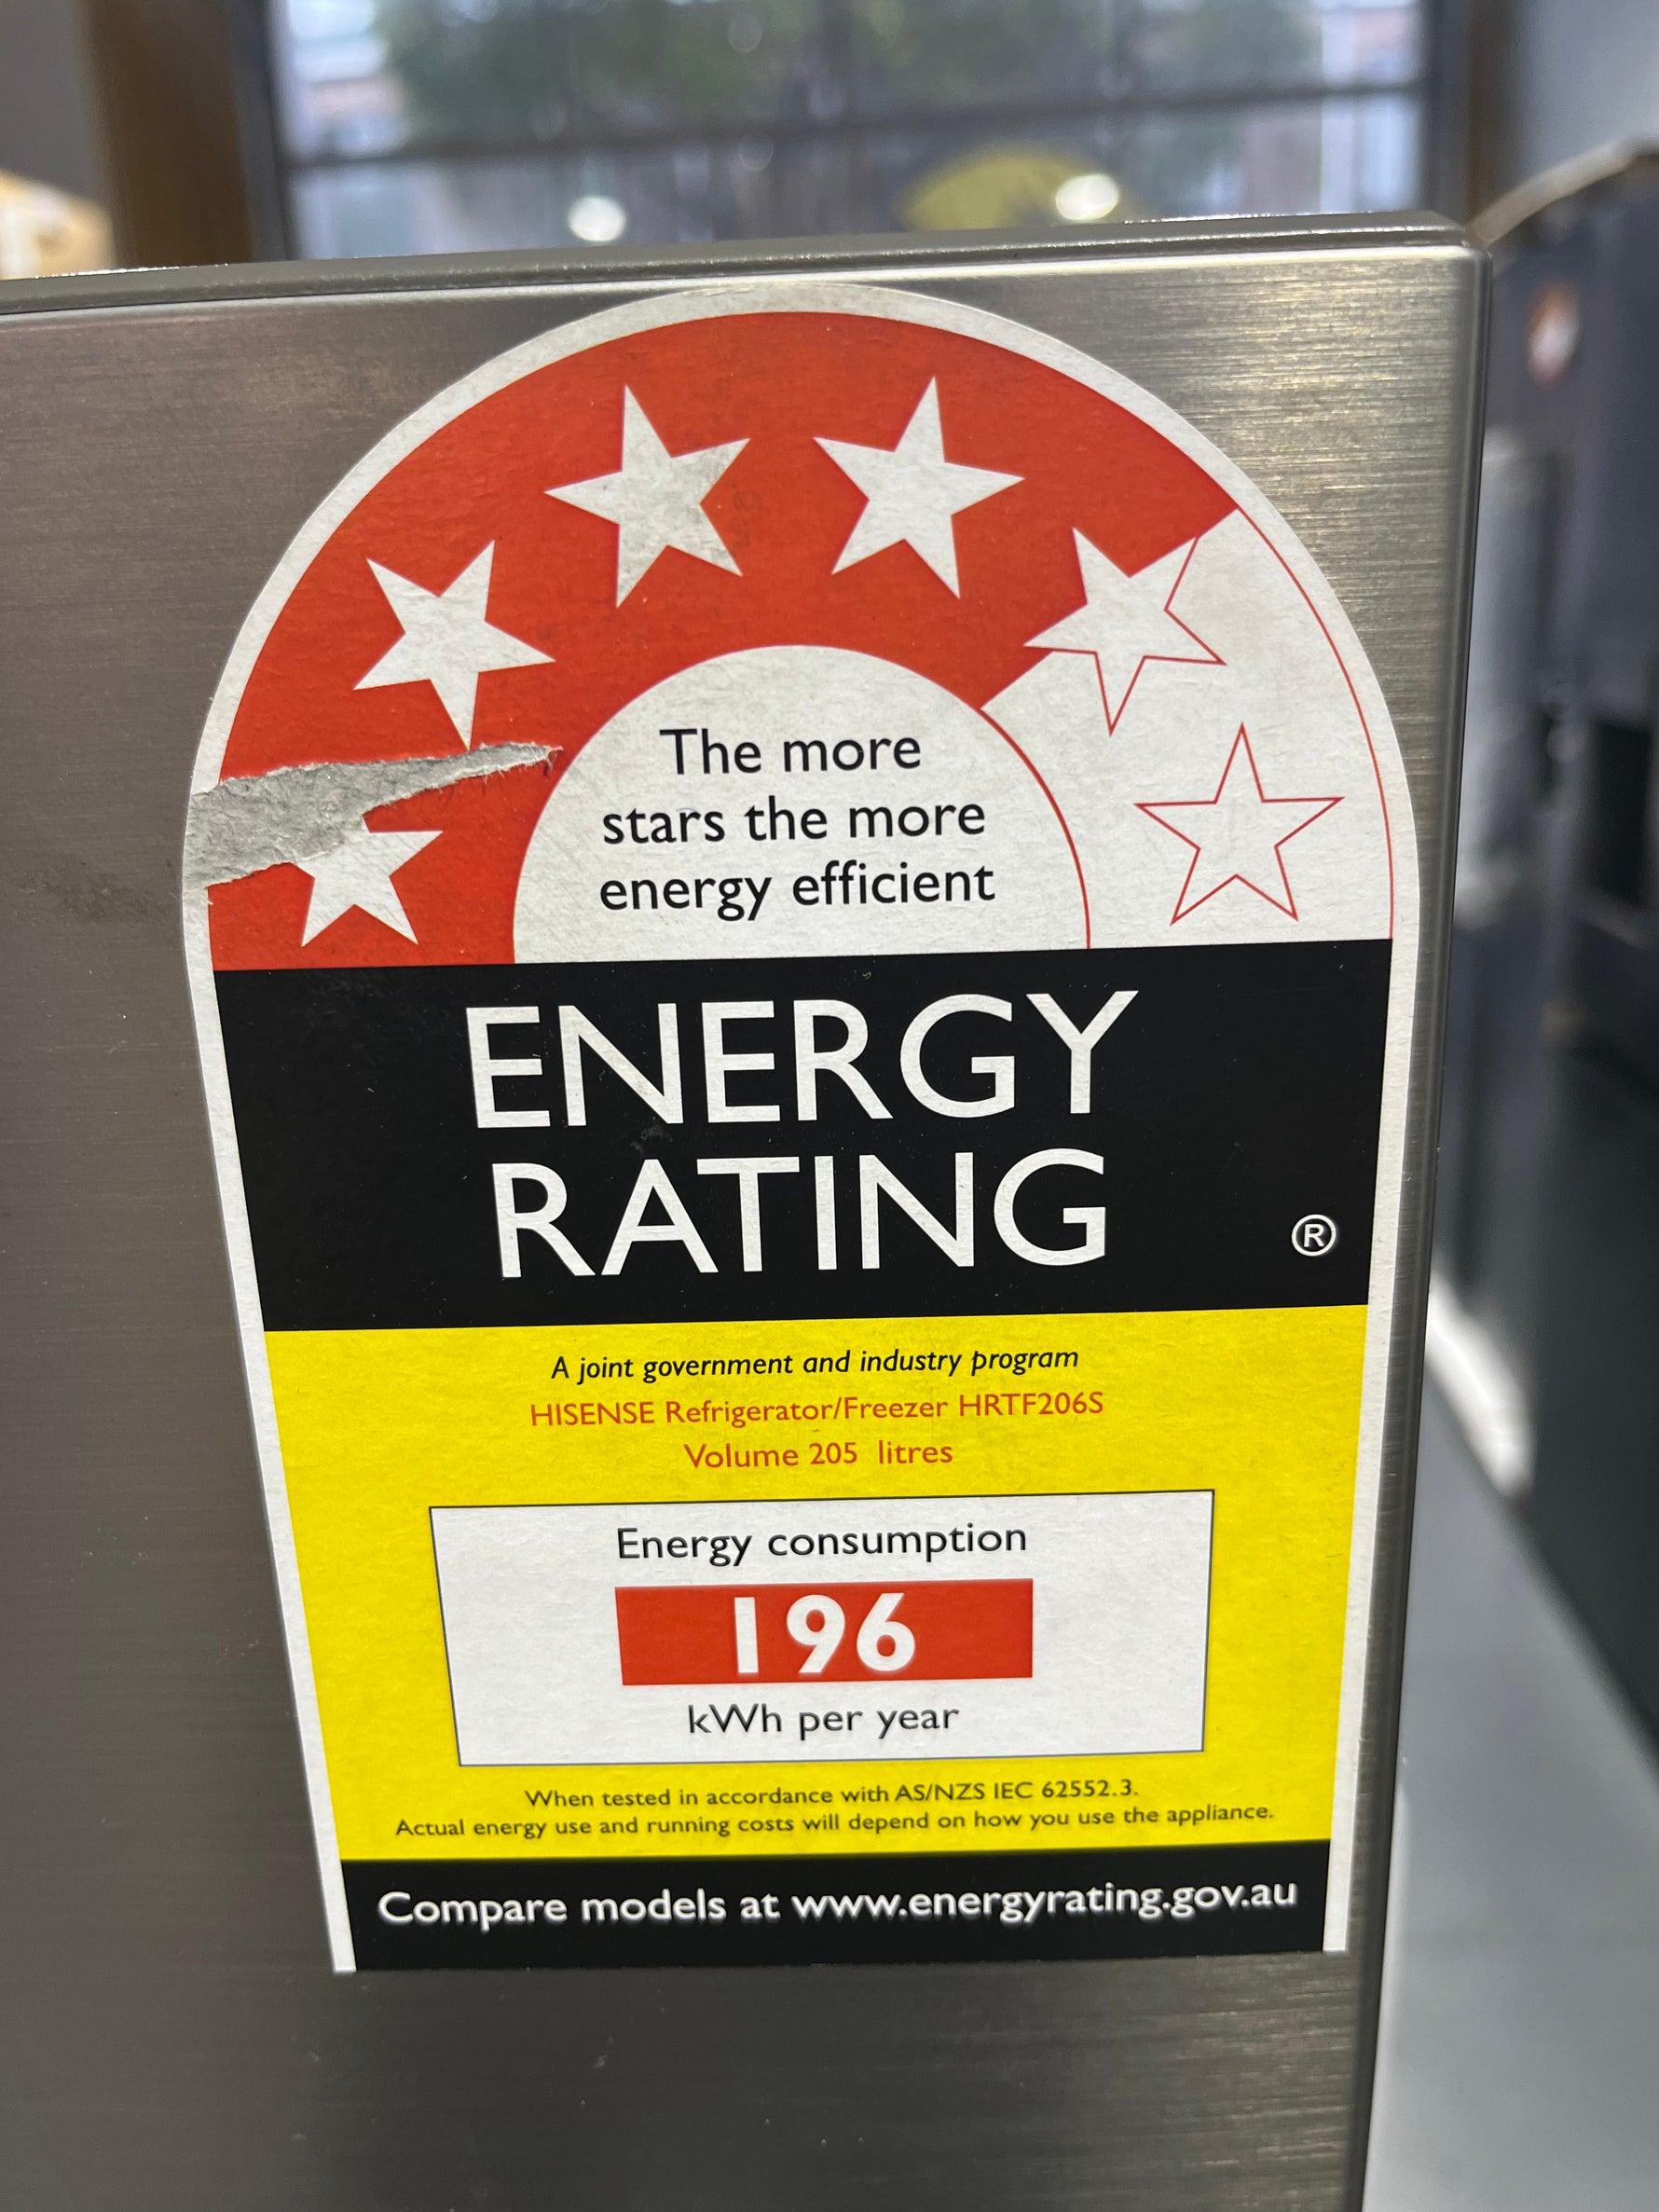 The more
stars the more
energy efficient
ENERGY
RATING
®
A joint government and industry program
HISENSE Refrigerator/Freezer HRTF206S
Volume 205 litres
Energy consumption
196
kWh per year
When tested in accordance with AS/NZS IEC 62552.3.
Actual energy use and running costs will depend on how you use the appliance.
Compare models at www.energyrating.gov.au